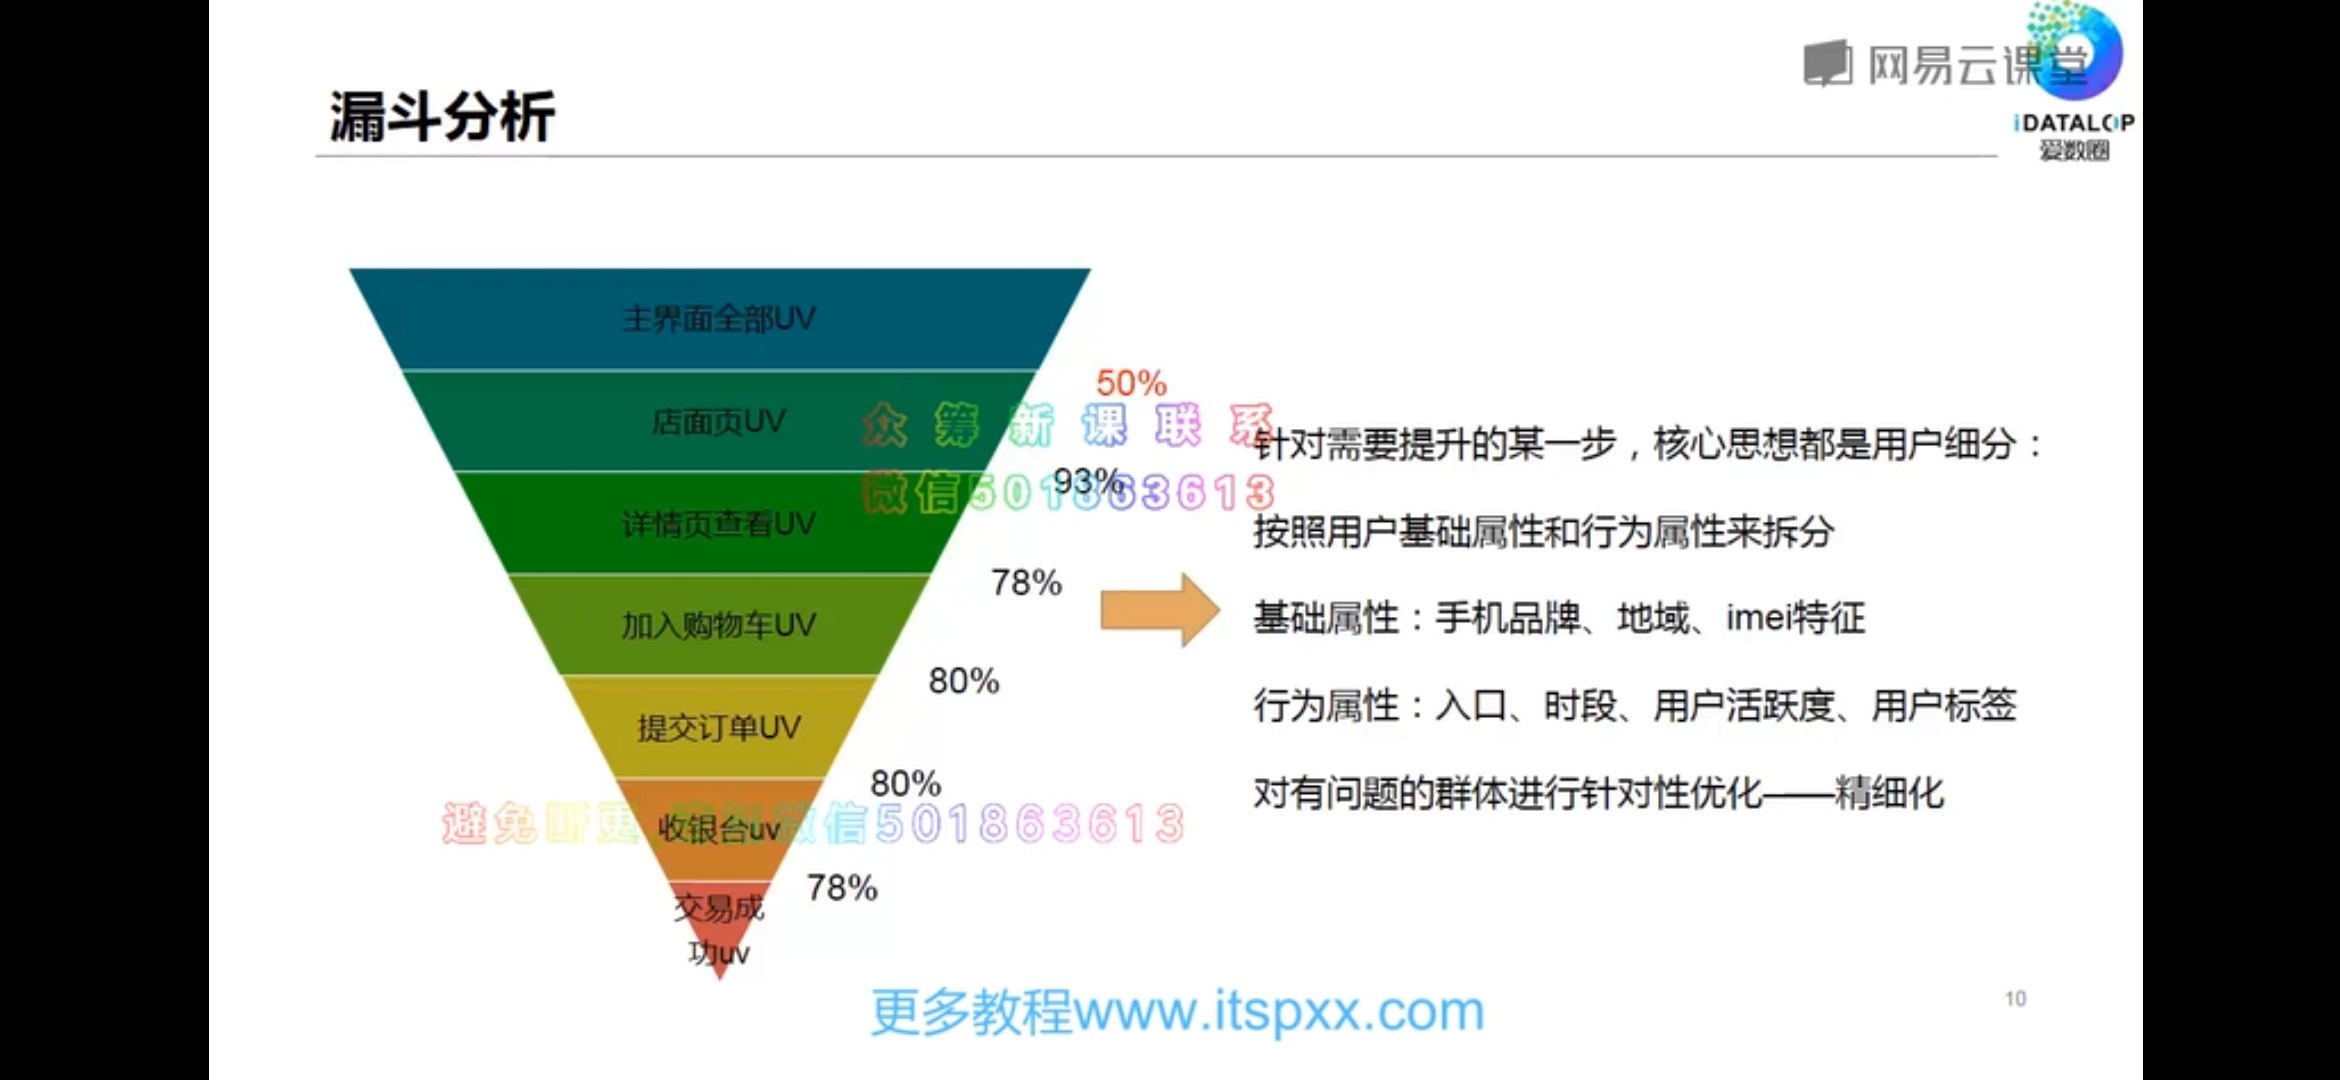 网易云课堂
iDATALOOP
爱数圈
漏斗分析
主界面全部UV
50%
店面页UV
众筹新课联系
93%
微信501863613
详情页查看UV
78%
加入购物车UV
80%
提交订单UV
80%
收银台uv
避免断更 微信501863613
78%
交易成
功uv
针对需要提升的某一步，核心思想都是用户细分：
按照用户基础属性和行为属性来拆分
基础属性：手机品牌、地域、imei特征
行为属性：入口、时段、用户活跃度、用户标签
对有问题的群体进行针对性优化——精细化
更多教程www.itspxx.com
10